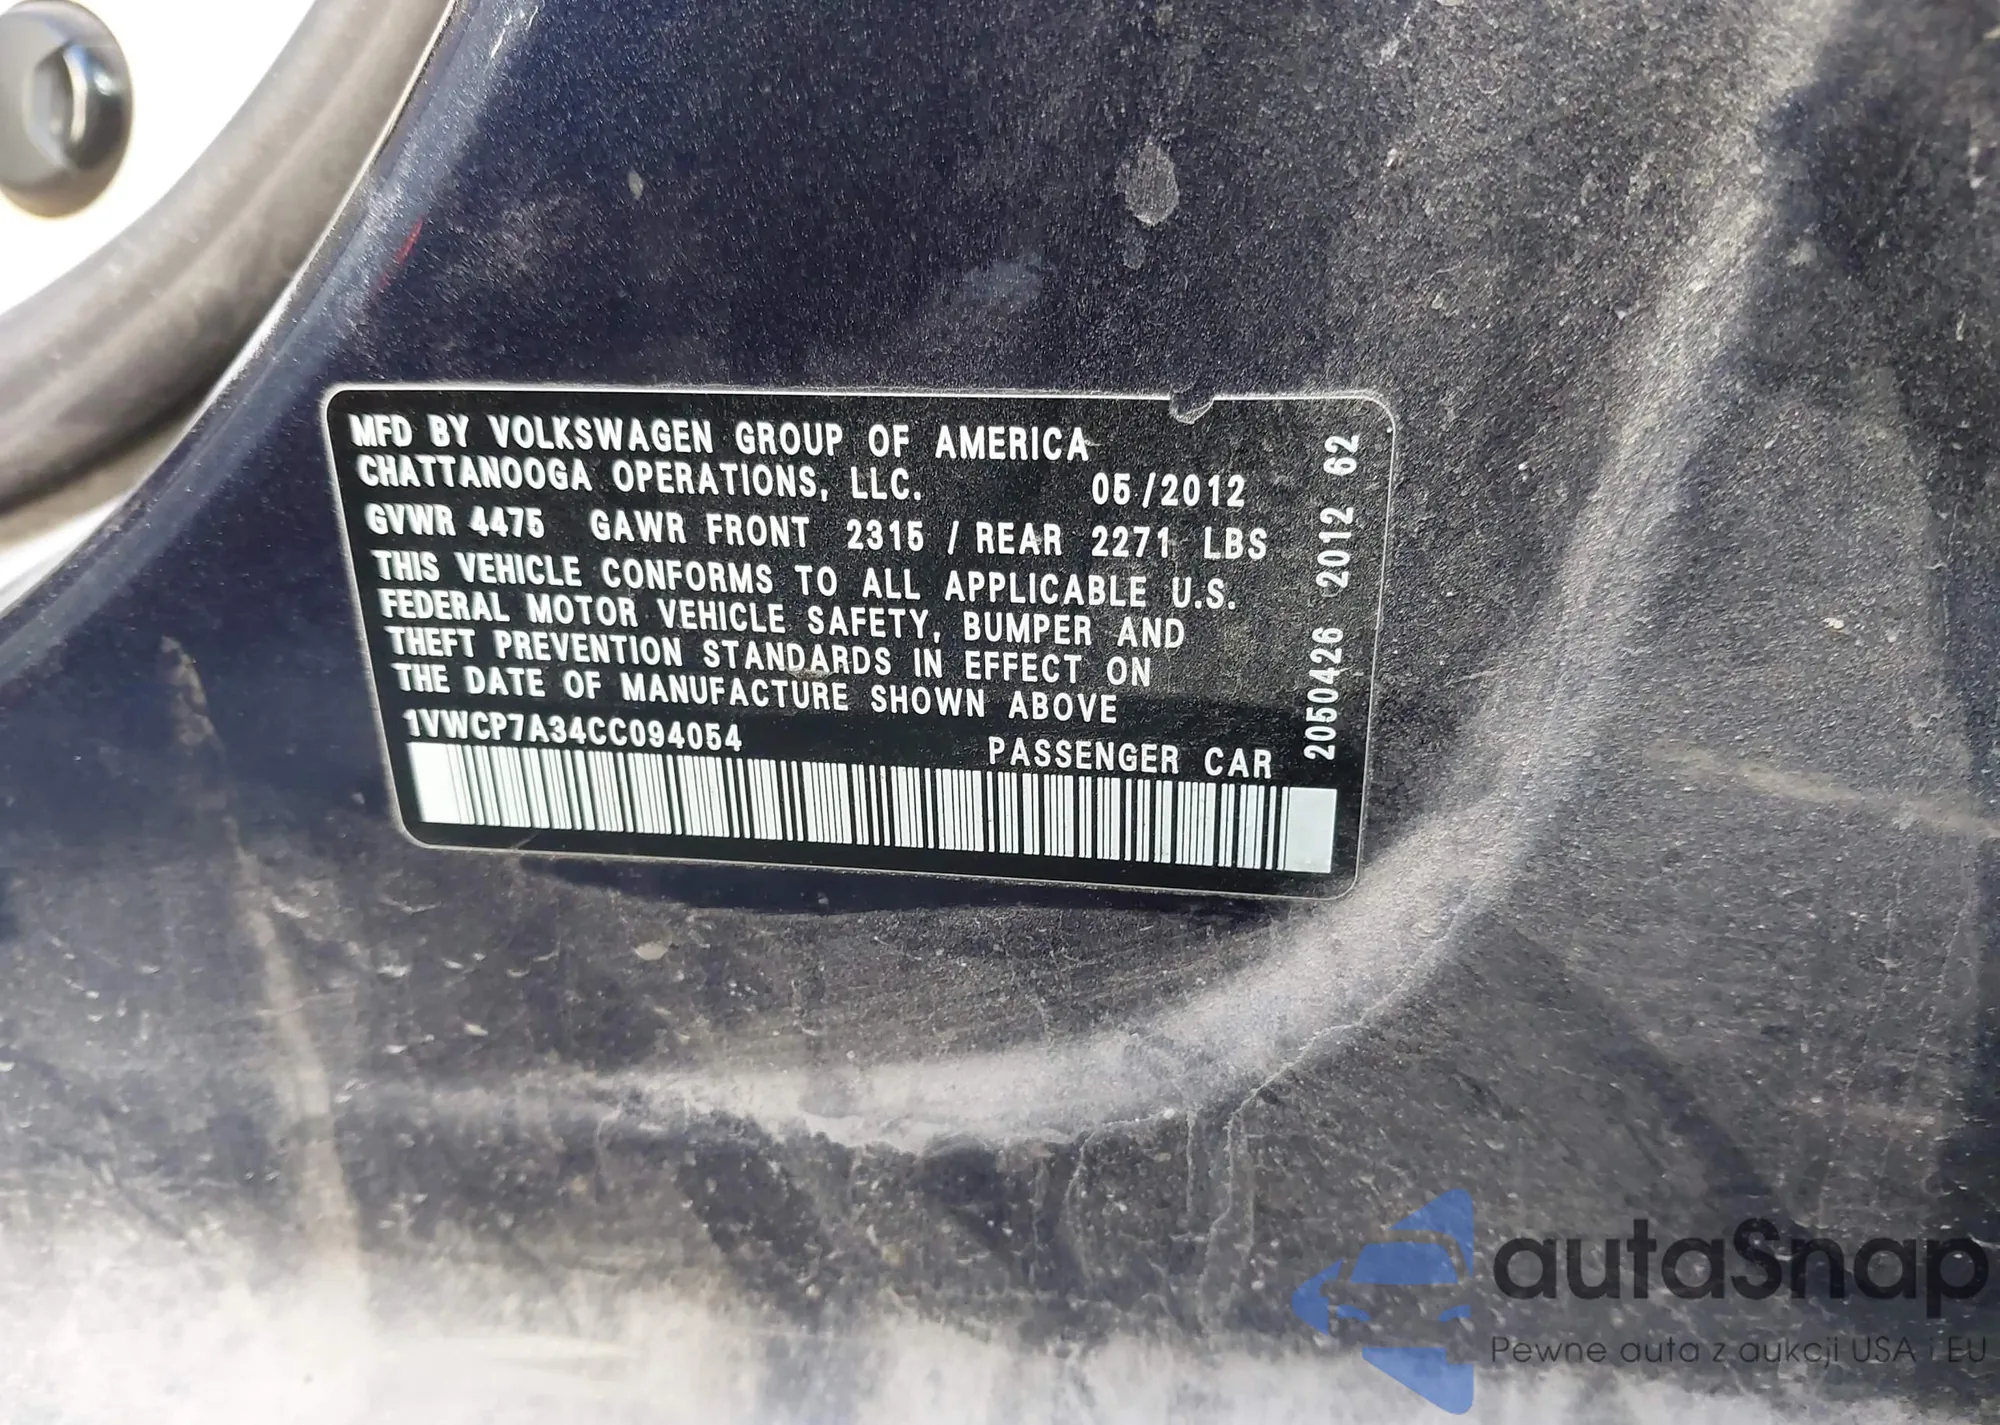 MFD BY VOLKSWAGEN GROUP OF AMERICA
CHATTANOOGA OPERATIONS, LLC. 05/2012
GVWR 4475 GAWR FRONT 2315 / REAR 2271 LBS
THIS VEHICLE CONFORMS TO ALL APPLICABLE U.S.
FEDERAL MOTOR VEHICLE SAFETY, BUMPER AND
THEFT PREVENTION STANDARDS IN EFFECT ON
THE DATE OF MANUFACTURE SHOWN ABOVE
1VWCP7A34CC094054
PASSENGER CAR
2050426 2012 62
autaSnap
Pewne auta z aukcji USA i EU